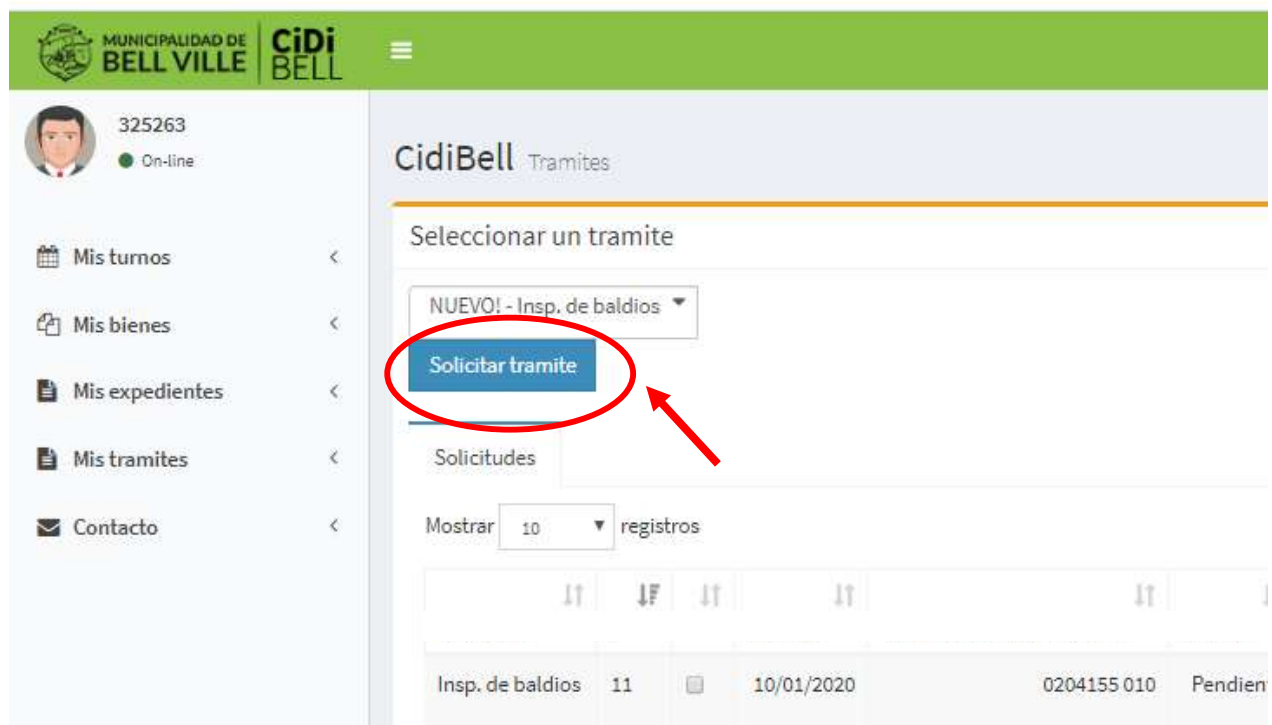 MUNICIPALIDAD DE
BELL VILLE
CiDi
BELL
325263
On-line
CidiBell Tramites
Mis turnos
Mis bienes
Mis expedientes
Mis tramites
Contacto
Seleccionar un tramite
NUEVO! - Insp. de baldios
Solicitar tramite
Solicitudes
Mostrar 10 registros
Insp. de baldios 11 10/01/2020 0204155 010 Pendient